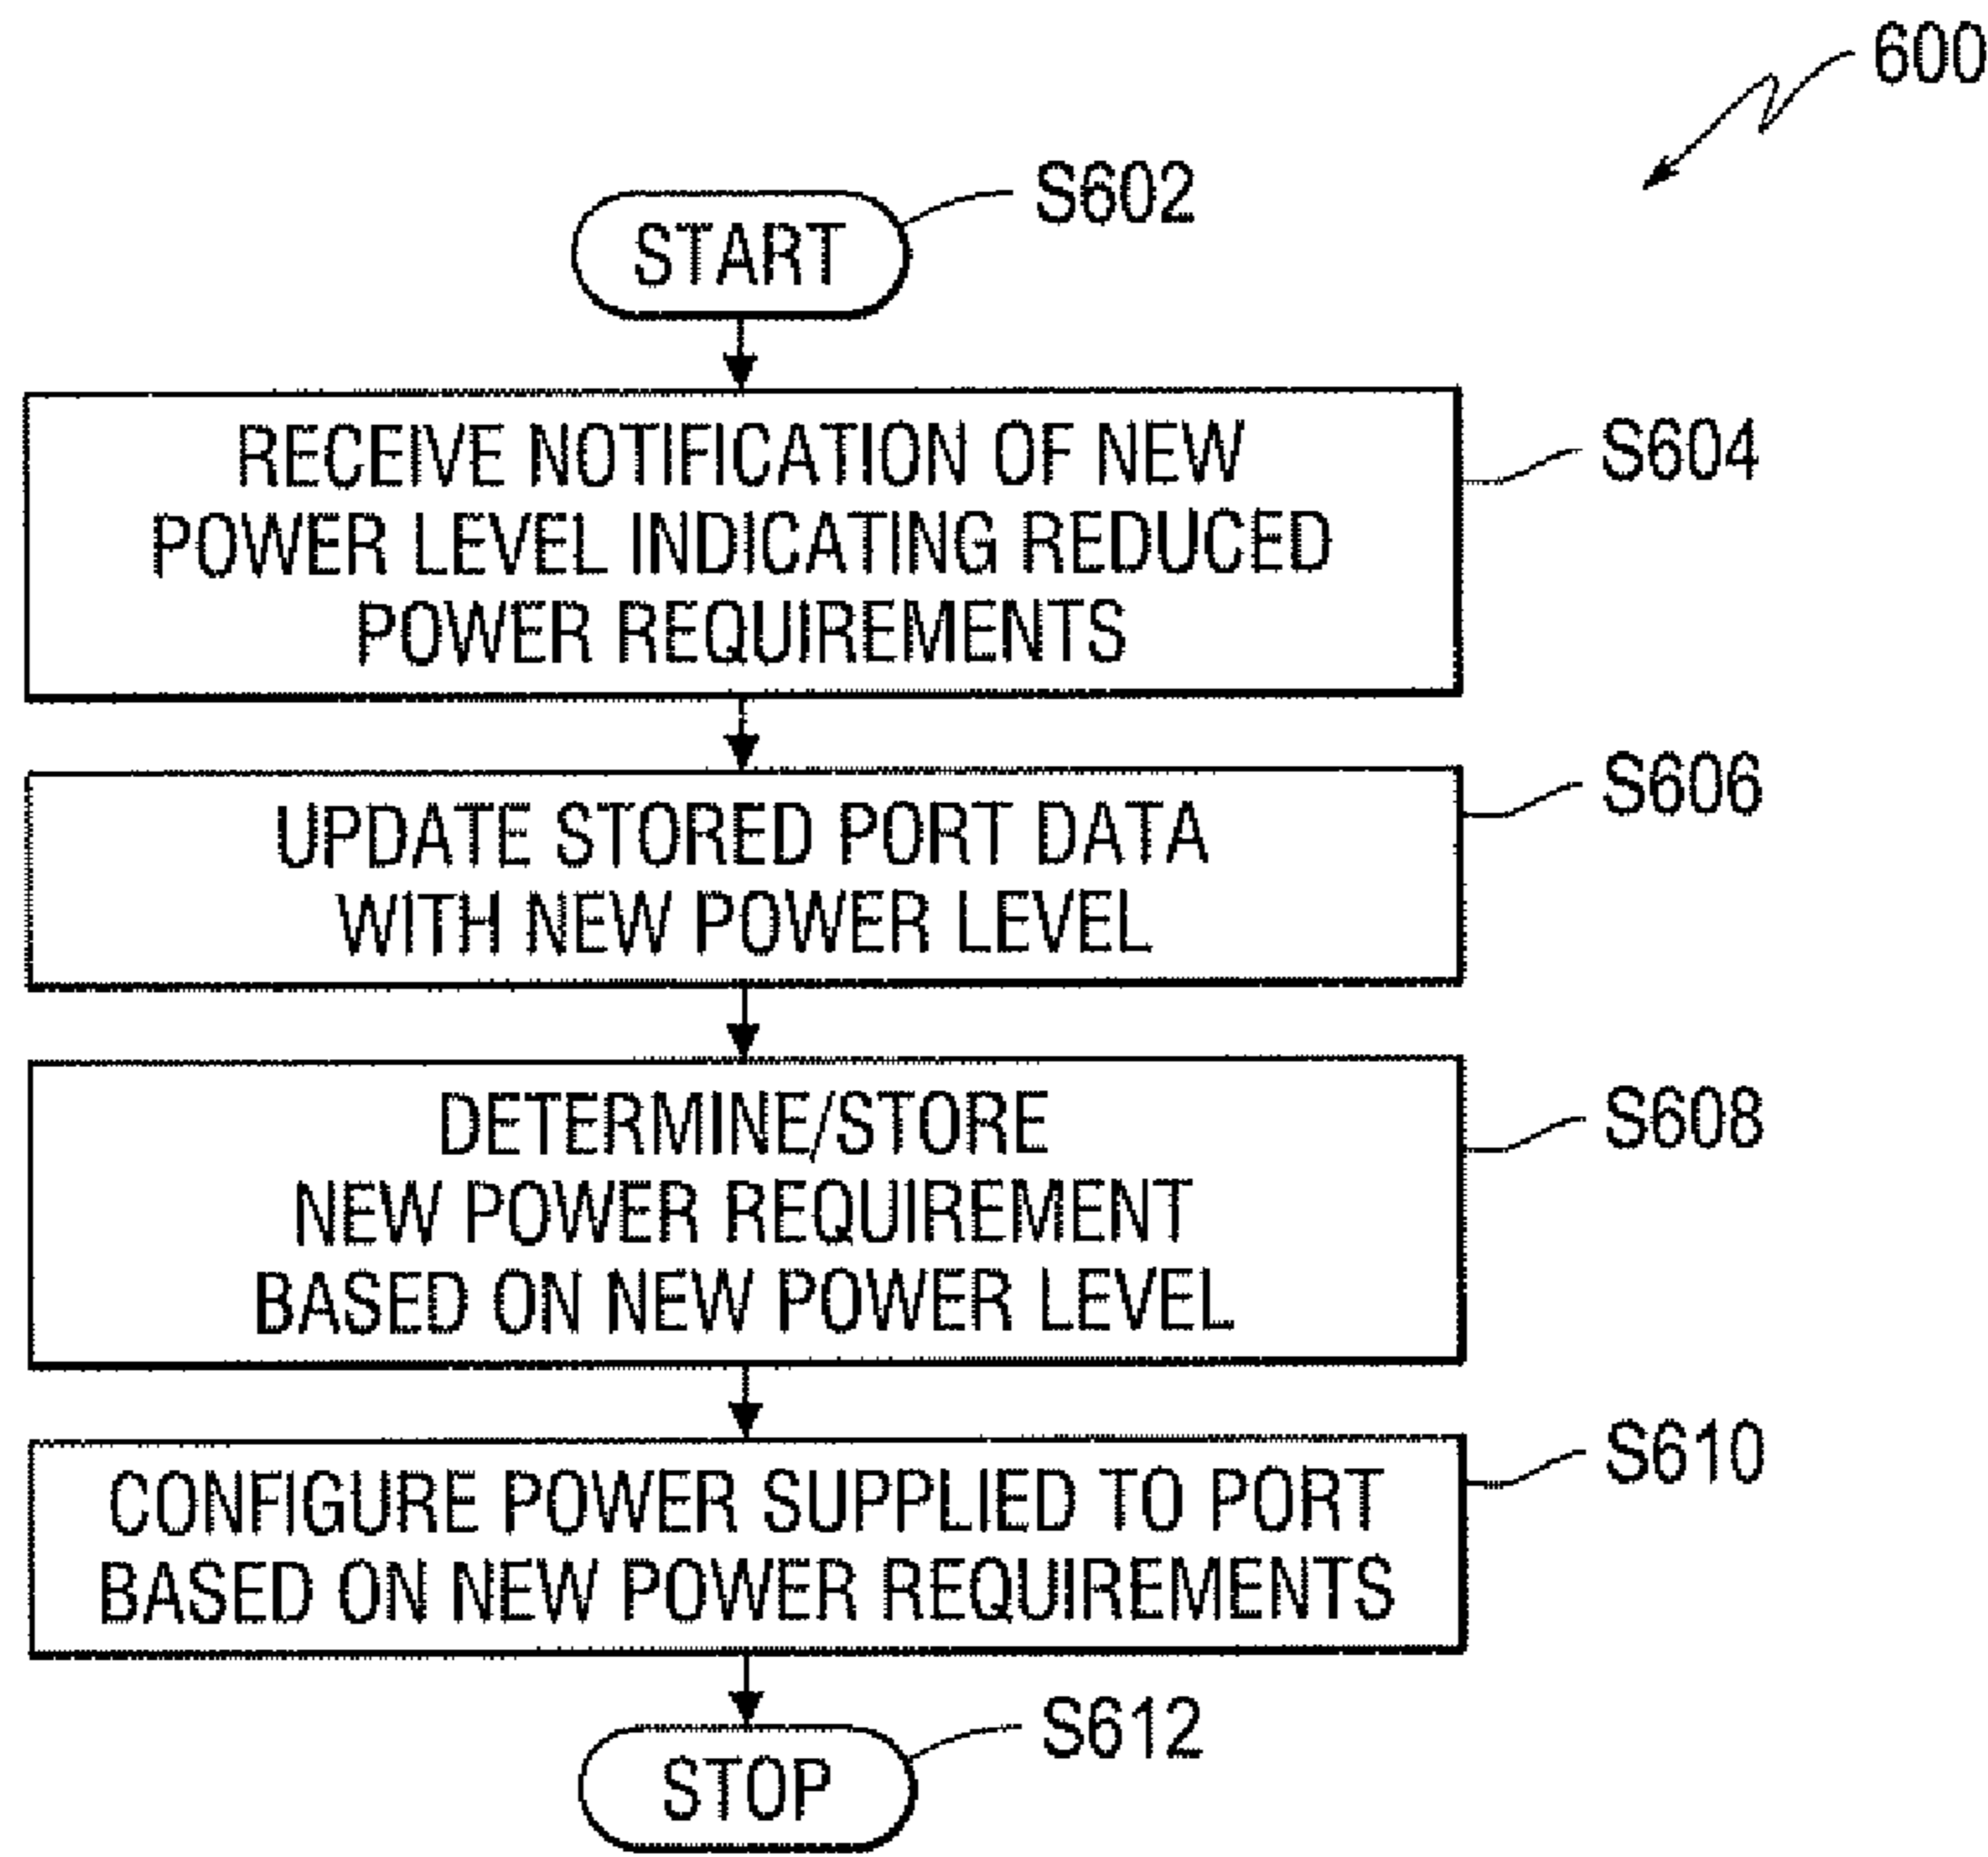 600
S602
START
RECEIVE NOTIFICATION OF NEW
POWER LEVEL INDICATING REDUCED
POWER REQUIREMENTS
S604
UPDATE STORED PORT DATA
WITH NEW POWER LEVEL
S606
DETERMINE/STORE
NEW POWER REQUIREMENT
BASED ON NEW POWER LEVEL
S608
CONFIGURE POWER SUPPLIED TO PORT
BASED ON NEW POWER REQUIREMENTS
S610
STOP
S612